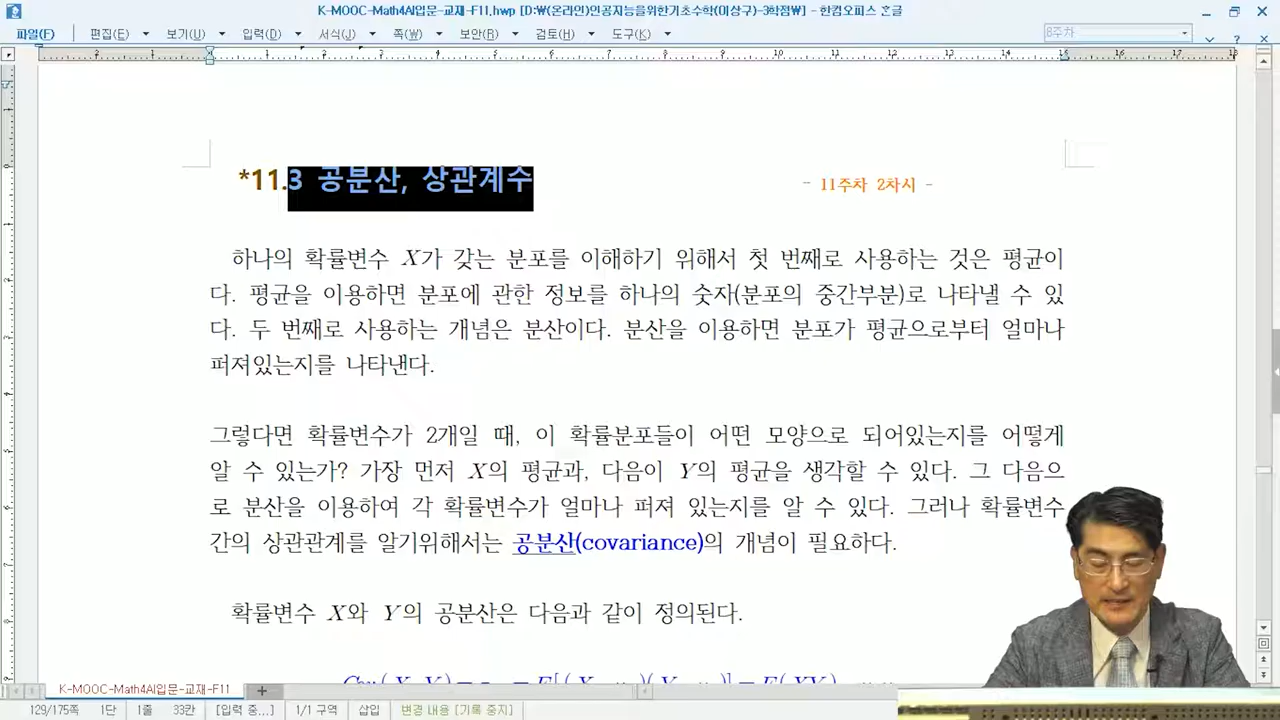 K-MOOC-Math4AI입문-교재-F11.hwp [D:₩(온라인)인공지능을위한기초수학(이상구)-3학점₩] - 한컴오피스 한글
파일(F) 편집(E) 보기(U) 입력(D) 서식(J) 쪽(W) 보안(B) 검토(H) 도구(K) 8주차
*11.3 공분산, 상관계수 - 11주차 2차시 -
하나의 확률변수 X가 갖는 분포를 이해하기 위해서 첫 번째로 사용하는 것은 평균이
다. 평균을 이용하면 분포에 관한 정보를 하나의 숫자(분포의 중간부분)로 나타낼 수 있
다. 두 번째로 사용하는 개념은 분산이다. 분산을 이용하면 분포가 평균으로부터 얼마나
퍼져있는지를 나타낸다.
그렇다면 확률변수가 2개일 때, 이 확률분포들이 어떤 모양으로 되어있는지를 어떻게
알 수 있는가? 가장 먼저 X의 평균과, 다음이 Y의 평균을 생각할 수 있다. 그 다음으
로 분산을 이용하여 각 확률변수가 얼마나 퍼져 있는지를 알 수 있다. 그러나 확률변수
간의 상관관계를 알기위해서는 공분산(covariance)의 개념이 필요하다.
확률변수 X와 Y의 공분산은 다음과 같이 정의된다.
K-MOOC-Math4AI입문-교재-F11
129/175쪽 1단 1줄 33칸 [입력 중...] 1/1 구역 삽입 변경 내용 [기록 중지]